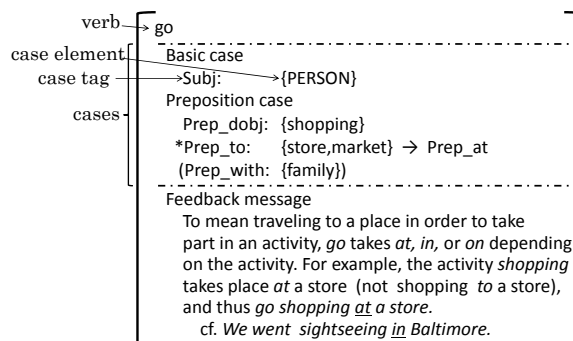 verb go
case element Basic case
case tag Subj: {PERSON}
cases Preposition case
Prep_dobj: {shopping}
*Prep_to: {store,market} → Prep_at
(Prep_with: {family})
Feedback message
To mean traveling to a place in order to take
part in an activity, go takes at, in, or on depending
on the activity. For example, the activity shopping
takes place at a store (not shopping to a store),
and thus go shopping at a store.
cf. We went sightseeing in Baltimore.